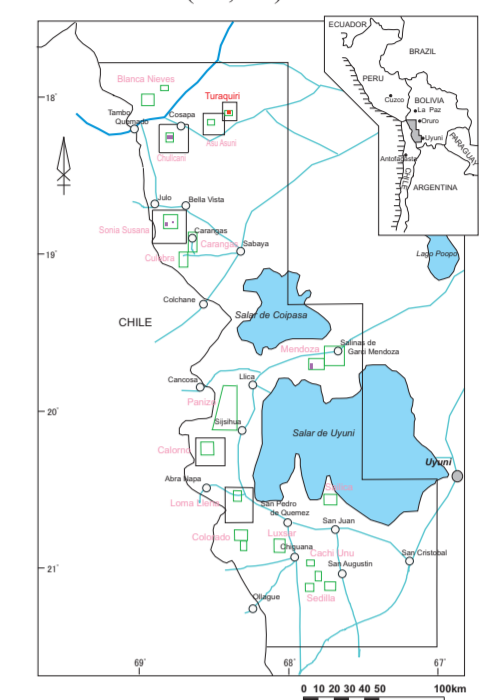 ECUADOR
BRAZIL
PERU
Cuzco
BOLIVIA
La Paz
Oruro
Uyuni
PARAGUAY
Antofagasta
CHILE
ARGENTINA
Blanca Nieves
18˚
Turaquiri
Tambo
Quemado
Cosapa
Asu Asuni
Chullcani
Julo
Bella Vista
Sonia Susana
Carangas
Carangas
Sabaya
Culebra
19˚
Lago Poopo
Colchane
Salar de Coipasa
CHILE
Salinas de
Garci Mendoza
Mendoza
Llica
Cancosa
Paniza
20˚
Sijsihua
Salar de Uyuni
Calorno
Uyuni
Abra Napa
Loma Llena
San Pedro
de Quemez
San Juan
Luxsar
Colorado
Chiguana
Cachi Unu
San Cristobal
San Augustin
21˚
Sedilla
Ollague
69˚
68˚
67˚
0 10 20 30 40 50
100km